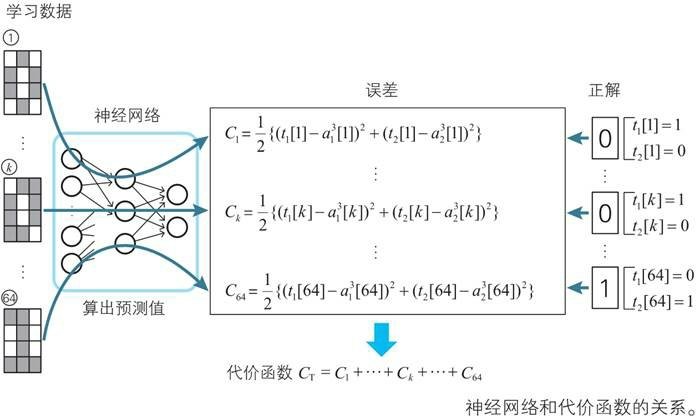 学习数据
①
⋮
k
⋮
64
神经网络
算出预测值
误差
C₁ = 1/2 {(t₁[1] − a₁³[1])² + (t₂[1] − a₂³[1])²}
⋮
Cₖ = 1/2 {(t₁[k] − a₁³[k])² + (t₂[k] − a₂³[k])²}
⋮
C₆₄ = 1/2 {(t₁[64] − a₁³[64])² + (t₂[64] − a₂³[64])²}
正解
0
t₁[1] = 1
t₂[1] = 0
⋮
0
t₁[k] = 1
t₂[k] = 0
⋮
1
t₁[64] = 0
t₂[64] = 1
代价函数 C_T = C₁ + ⋯ + Cₖ + ⋯ + C₆₄
神经网络和代价函数的关系。